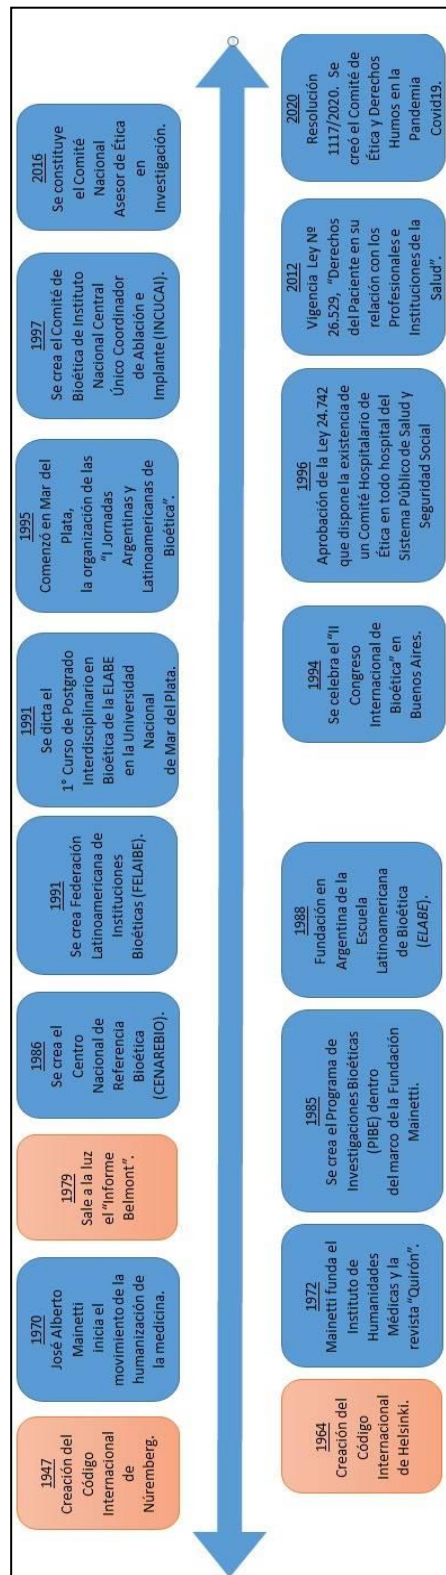 1947
Creación del
Código
Internacional
de
Núremberg.
1970
José Alberto
Mainetti
inicia el
movimiento de la
humanización de
la medicina.
1979
Sale a la luz
el "Informe
Belmont".
1986
Se crea el
Centro
Nacional de
Referencia
Bioética
(CENAREBIO).
1991
Se crea Federación
Latinoamericana de
Instituciones
Bioéticas (FELAIBE).
1991
Se dicta el
1° Curso de Postgrado
Interdisciplinario en
Bioética de la ELABE
en la Universidad
Nacional
de Mar del Plata.
1995
Comenzó en Mar del
Plata,
la organización de las
"I Jornadas
Argentinas y
Latinoamericanas de
Bioética".
1997
Se crea el Comité de
Bioética de Instituto
Nacional Central
Único Coordinador
de Ablación e
Implante (INCUCAI).
2016
Se constituye
el Comité
Nacional
Asesor de Ética
en
Investigación.
1964
Creación del
Código
Internacional
de Helsinki.
1972
Mainetti funda el
Instituto de
Humanidades
Médicas y la
revista "Quirón".
1985
Se crea el Programa de
Investigaciones Bioéticas
(PIBE) dentro
del marco de la Fundación
Mainetti.
1988
Fundación en
Argentina de la
Escuela
Latinoamericana
de Bioética
(ELABE).
1994
Se celebra el "II
Congreso
Internacional de
Bioética" en
Buenos Aires.
1996
Aprobación de la Ley 24.742
que dispone la existencia de
un Comité Hospitalario de
Ética en todo hospital del
Sistema Público de Salud y
Seguridad Social
2012
Vigencia Ley Nº
26.529, "Derechos
del Paciente en su
relación con los
Profesionales e
Instituciones de la
Salud".
2020
Resolución
1117/2020. Se
creó el Comité de
Ética y Derechos
Humos en la
Pandemia
Covid19.